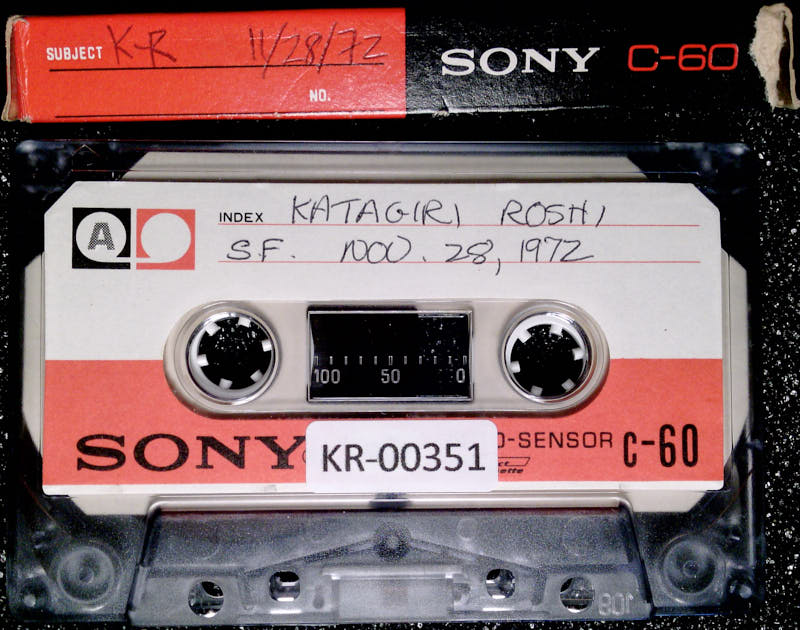 SUBJECT K-R 11/28/72 SONY C-60
NO.
A INDEX KATAGIRI ROSHI
S.F. NOV. 28, 1972
100 50 0
SONY KR-00351 O-SENSOR C-60